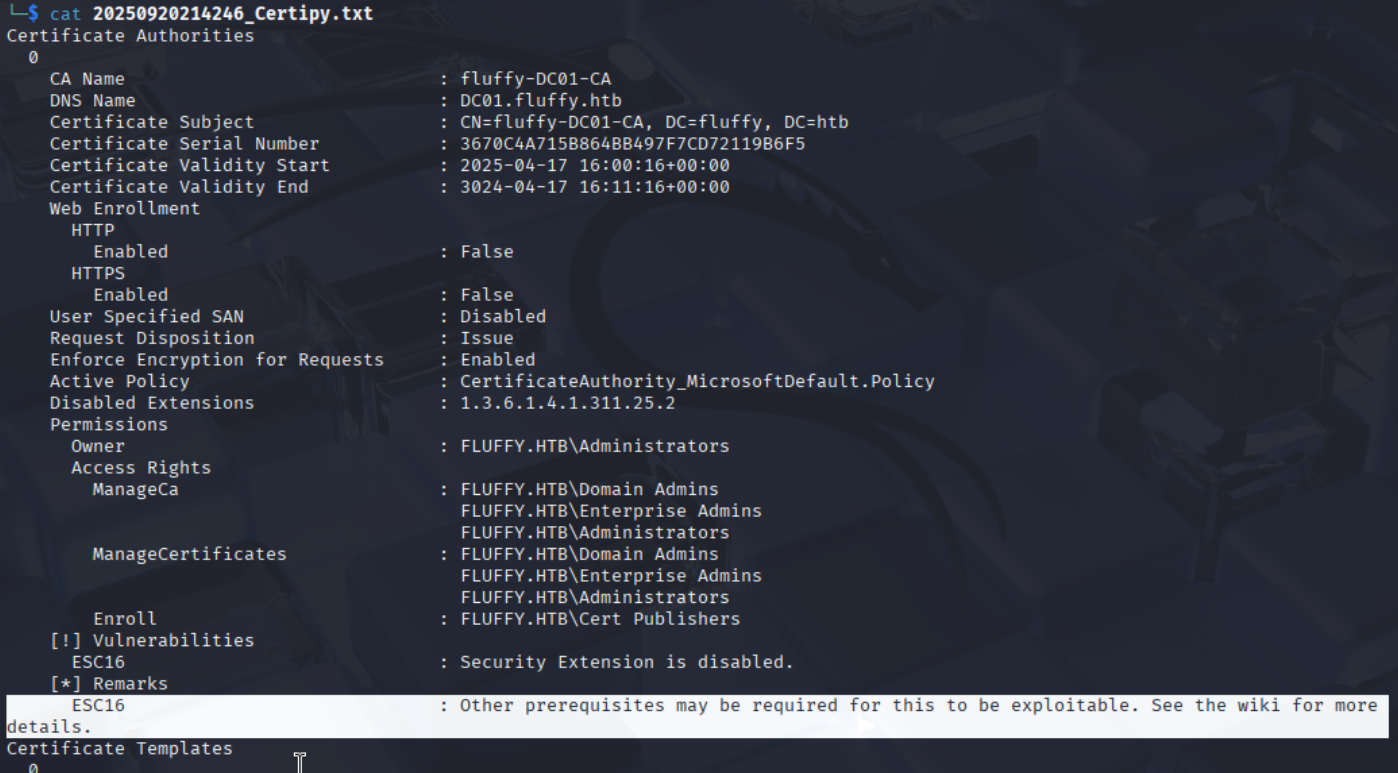 └─$ cat 20250920214246_Certipy.txt
Certificate Authorities
  0
    CA Name                             : fluffy-DC01-CA
    DNS Name                            : DC01.fluffy.htb
    Certificate Subject                 : CN=fluffy-DC01-CA, DC=fluffy, DC=htb
    Certificate Serial Number           : 3670C4A715B864BB497F7CD72119B6F5
    Certificate Validity Start          : 2025-04-17 16:00:16+00:00
    Certificate Validity End            : 3024-04-17 16:11:16+00:00
    Web Enrollment
      HTTP
        Enabled                         : False
      HTTPS
        Enabled                         : False
    User Specified SAN                  : Disabled
    Request Disposition                 : Issue
    Enforce Encryption for Requests     : Enabled
    Active Policy                       : CertificateAuthority_MicrosoftDefault.Policy
    Disabled Extensions                 : 1.3.6.1.4.1.311.25.2
    Permissions
      Owner                             : FLUFFY.HTB\Administrators
      Access Rights
        ManageCa                        : FLUFFY.HTB\Domain Admins
                                          FLUFFY.HTB\Enterprise Admins
                                          FLUFFY.HTB\Administrators
        ManageCertificates              : FLUFFY.HTB\Domain Admins
                                          FLUFFY.HTB\Enterprise Admins
                                          FLUFFY.HTB\Administrators
        Enroll                          : FLUFFY.HTB\Cert Publishers
    [!] Vulnerabilities
      ESC16                             : Security Extension is disabled.
    [*] Remarks
      ESC16                             : Other prerequisites may be required for this to be exploitable. See the wiki for more
details.
Certificate Templates
  0